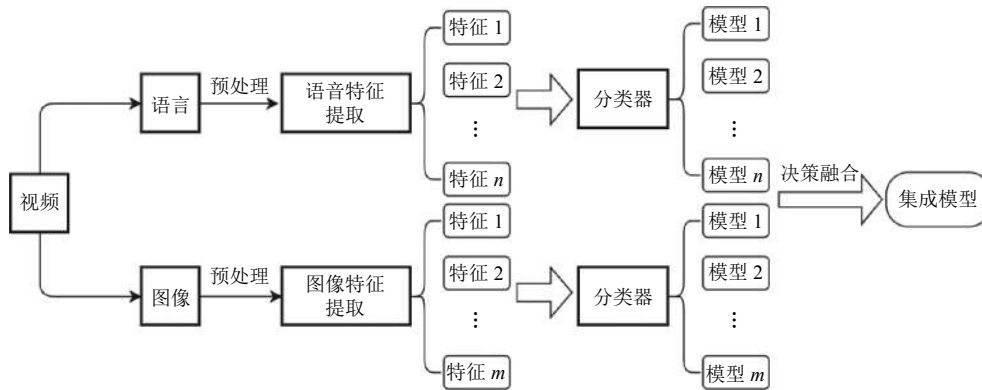 视频
语言
预处理
语音特征
提取
特征 1
特征 2
⋮
特征 n
分类器
模型 1
模型 2
⋮
模型 n
图像
预处理
图像特征
提取
特征 1
特征 2
⋮
特征 m
分类器
模型 1
模型 2
⋮
模型 m
决策融合
集成模型